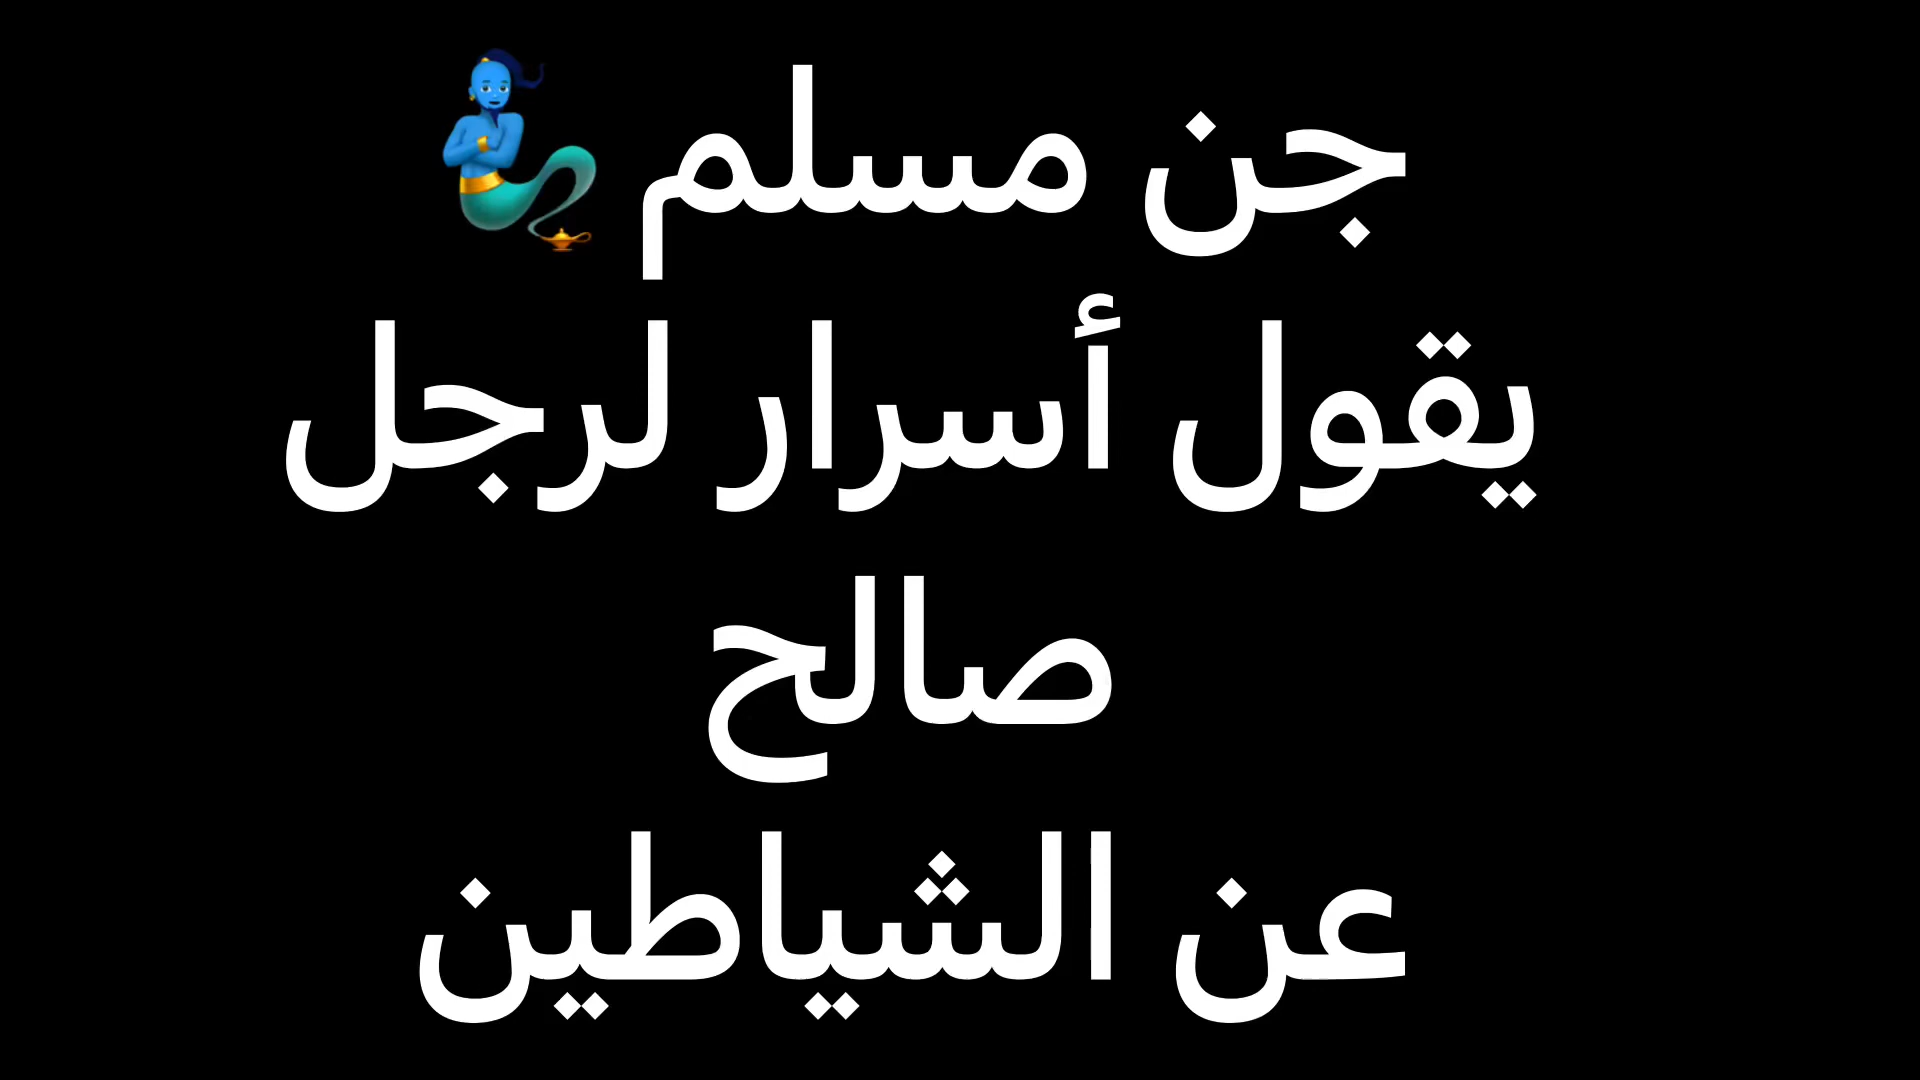 جن مسلم 🧞‍♂️
يقول أسرار لرجل
صالح
عن الشياطين